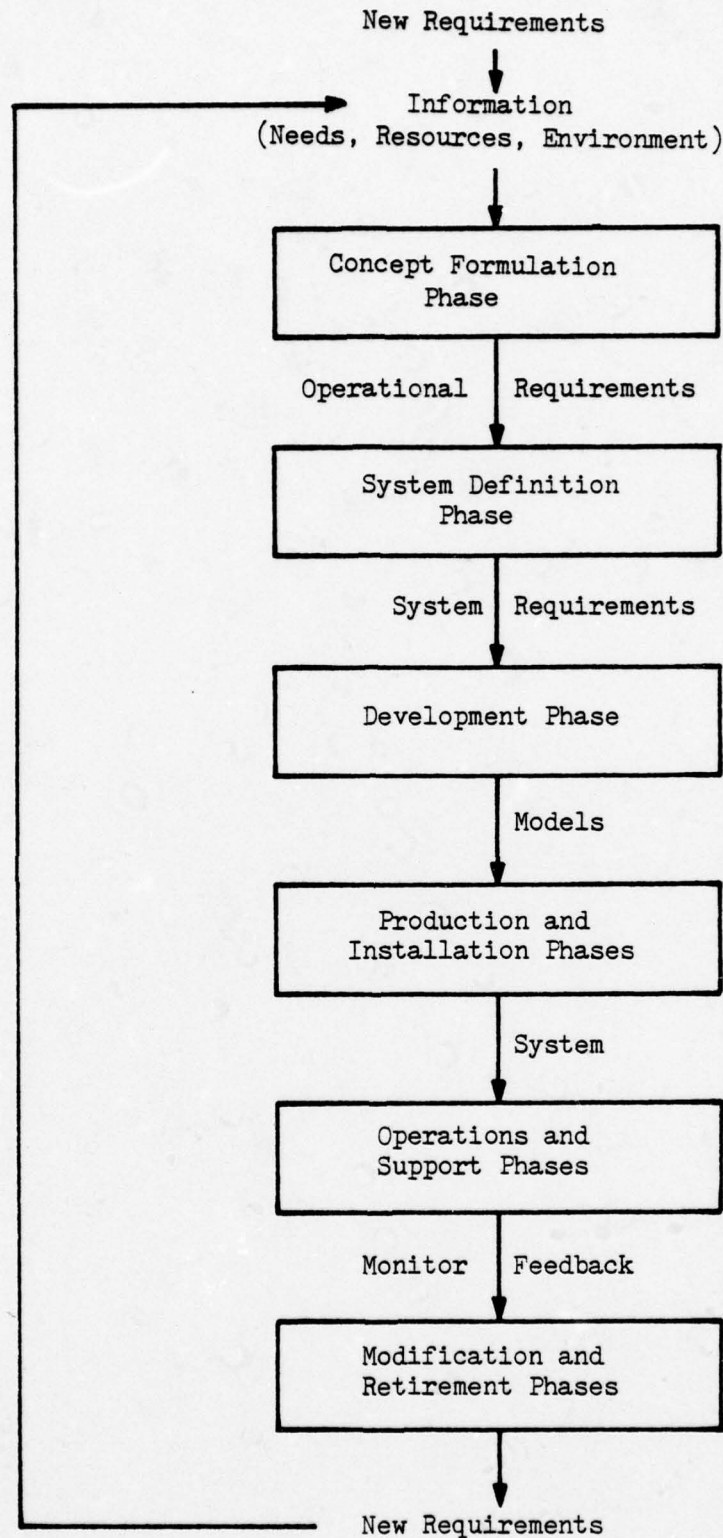 New Requirements
Information
(Needs, Resources, Environment)
Concept Formulation
Phase
Operational Requirements
System Definition
Phase
System Requirements
Development Phase
Models
Production and
Installation Phases
System
Operations and
Support Phases
Monitor Feedback
Modification and
Retirement Phases
New Requirements